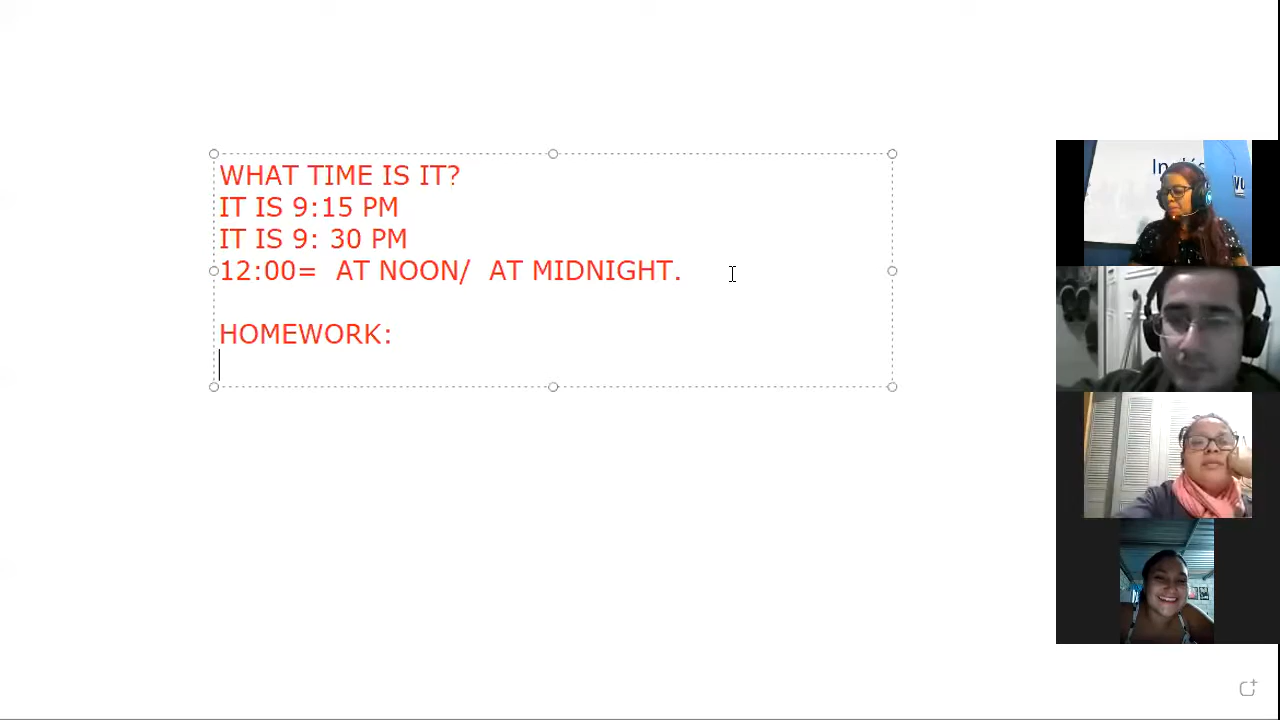 WHAT TIME IS IT?
IT IS 9:15 PM
IT IS 9: 30 PM
12:00=  AT NOON/  AT MIDNIGHT.
HOMEWORK: